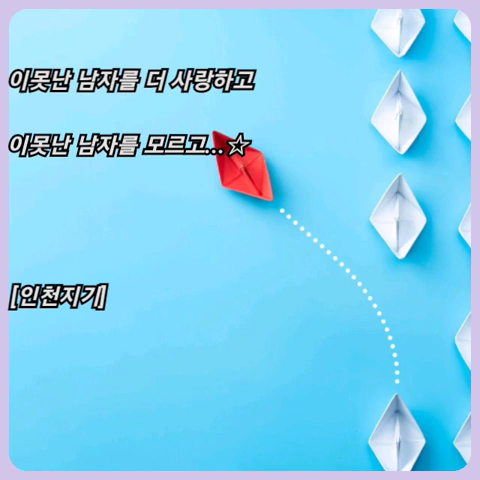 이못난 남자를 더 사랑하고
이못난 남자를 모르고...☆
[인천지기]